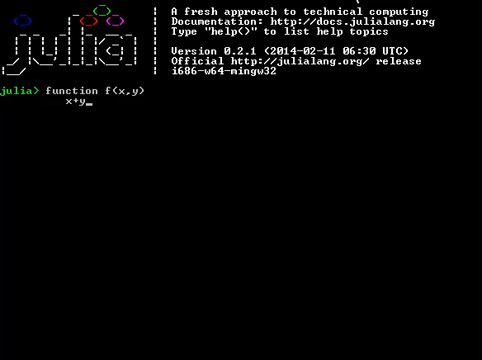 A fresh approach to technical computing
Documentation: http://docs.julialang.org
Type "help()" to list help topics
Version 0.2.1 (2014-02-11 06:30 UTC)
Official http://julialang.org/ release
i686-w64-mingw32
julia> function f(x,y)
x+y_